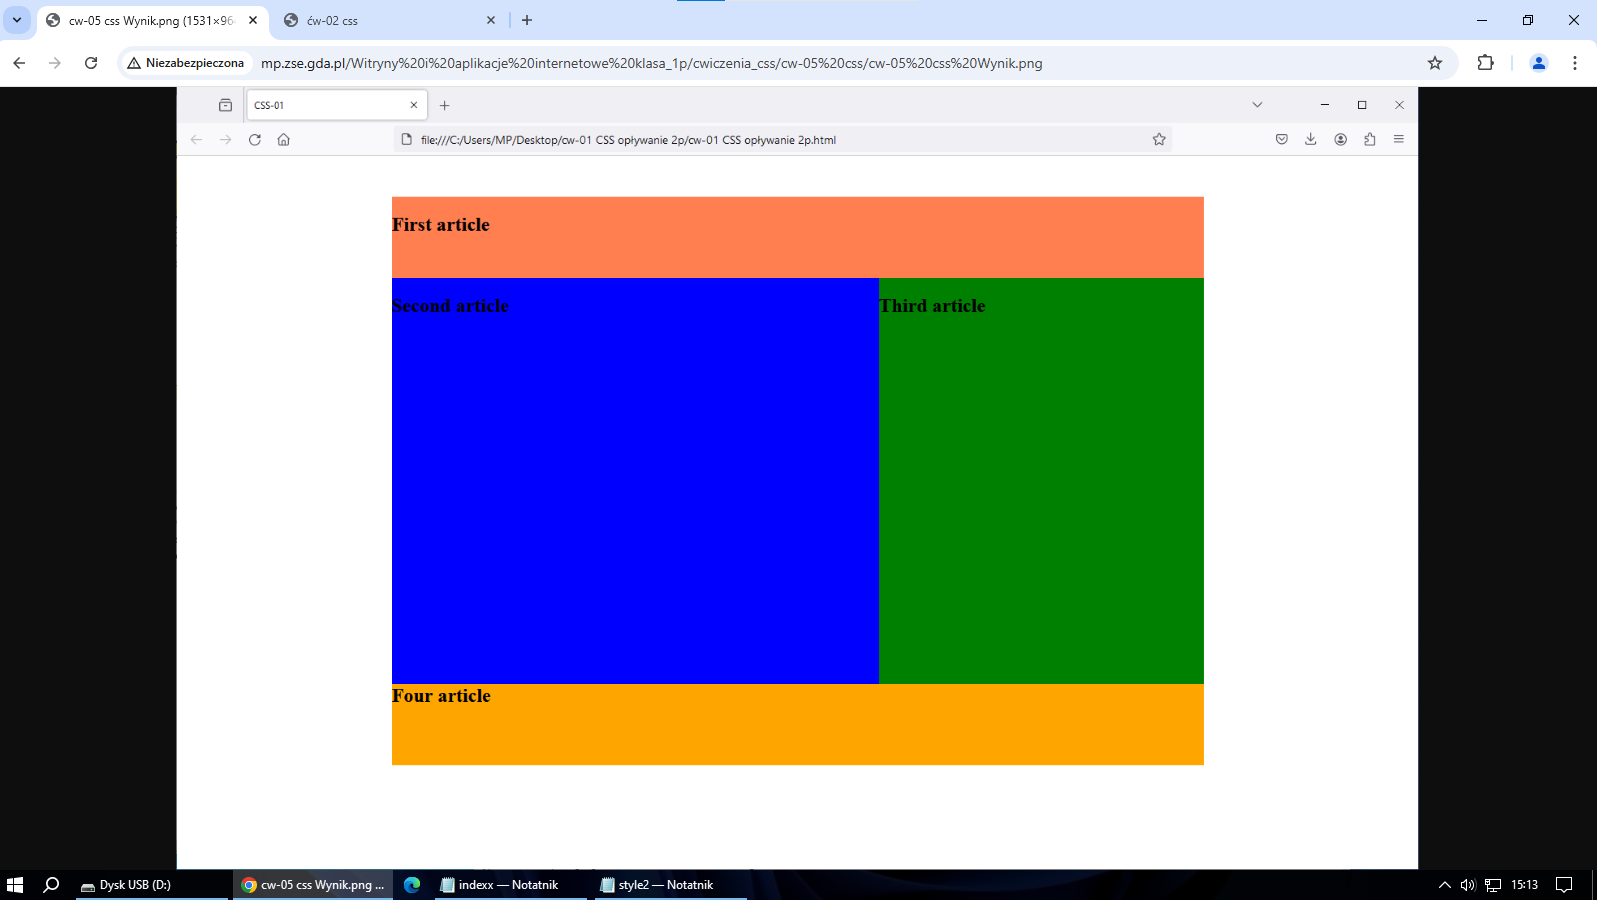 cw-05 css Wynik.png (1531×96
ćw-02 css
Niezabezpieczona
mp.zse.gda.pl/Witryny%20i%20aplikacje%20internetowe%20klasa_1p/cwiczenia_css/cw-05%20css/cw-05%20css%20Wynik.png
CSS-01
file:///C:/Users/MP/Desktop/cw-01 CSS opływanie 2p/cw-01 CSS opływanie 2p.html
First article
Second article
Third article
Four article
Dysk USB (D:)
cw-05 css Wynik.png ...
indexx — Notatnik
style2 — Notatnik
15:13